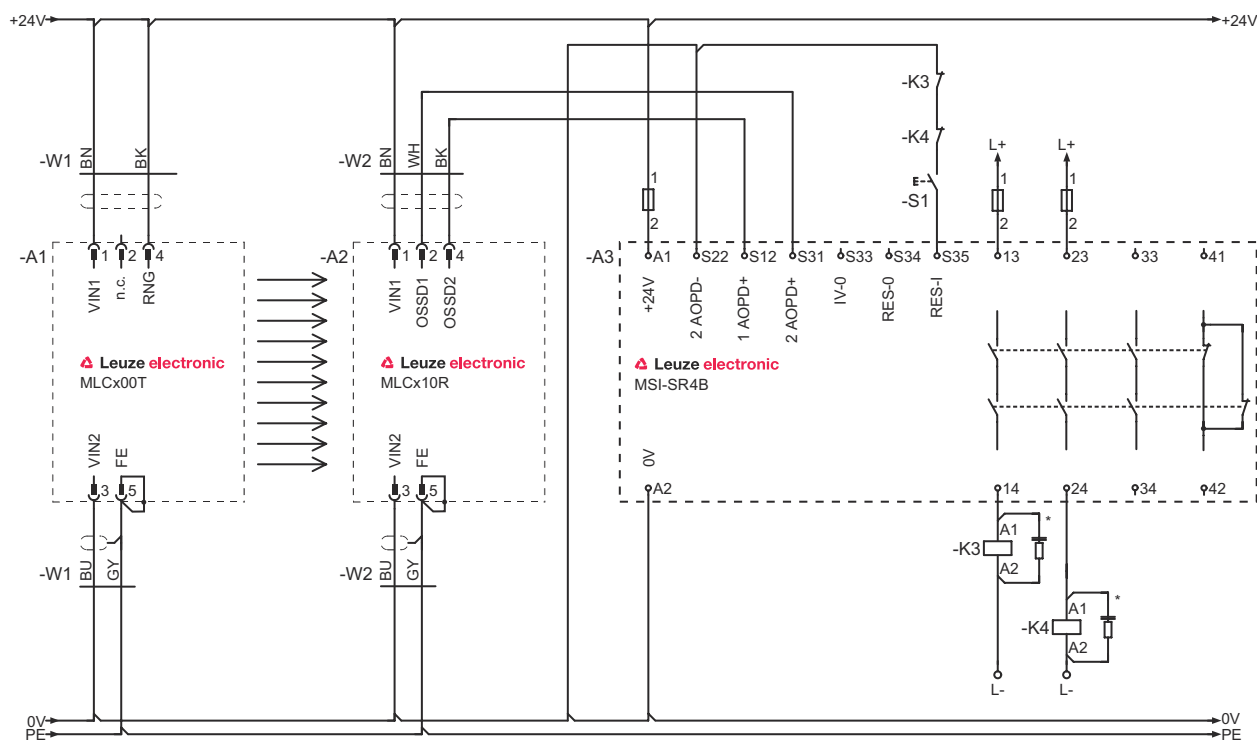 +24V +24V
-K3
-W1 BN BK
-W2 BN WH BK
-K4
L+ L+
1 1 1
E
-S1
2 2 2
-A1 1 2 4
-A2 1 2 4
-A3 A1 S22 S12 S31 S33 S34 S35 13 23 33 41
VIN1 n.c. RNG
VIN1 OSSD1 OSSD2
+24V 2 AOPD- 1 AOPD+ 2 AOPD+ IV-0 RES-0 RES-I
Leuze electronic
MLCx00T
Leuze electronic
MLCx10R
Leuze electronic
MSI-SR4B
VIN2 FE
VIN2 FE
0V
3 5
3 5
A2 14 24 34 42
-K3 A1 *
A2
-W1 BU GY
-W2 BU GY
-K4 A1 *
A2
L- L-
0V 0V
PE PE